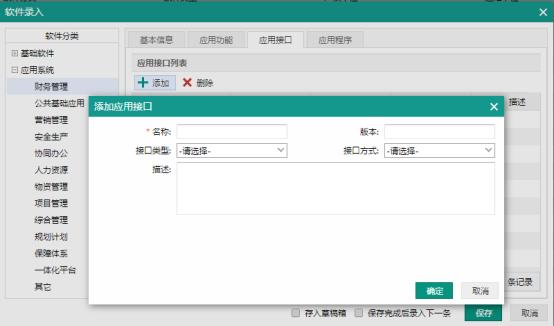 软件录入
软件分类
基础软件
应用系统
财务管理
公共基础应用
营销管理
安全生产
协同办公
人力资源
物资管理
项目管理
综合管理
规划计划
保障体系
一体化平台
其它
基本信息 应用功能 应用接口 应用程序
应用接口列表
添加 删除
描述
添加应用接口
* 名称: 版本:
接口类型: -请选择- 接口方式: -请选择-
描述:
确定 取消
条记录
存入草稿箱 保存完成后录入下一条 保存 取消